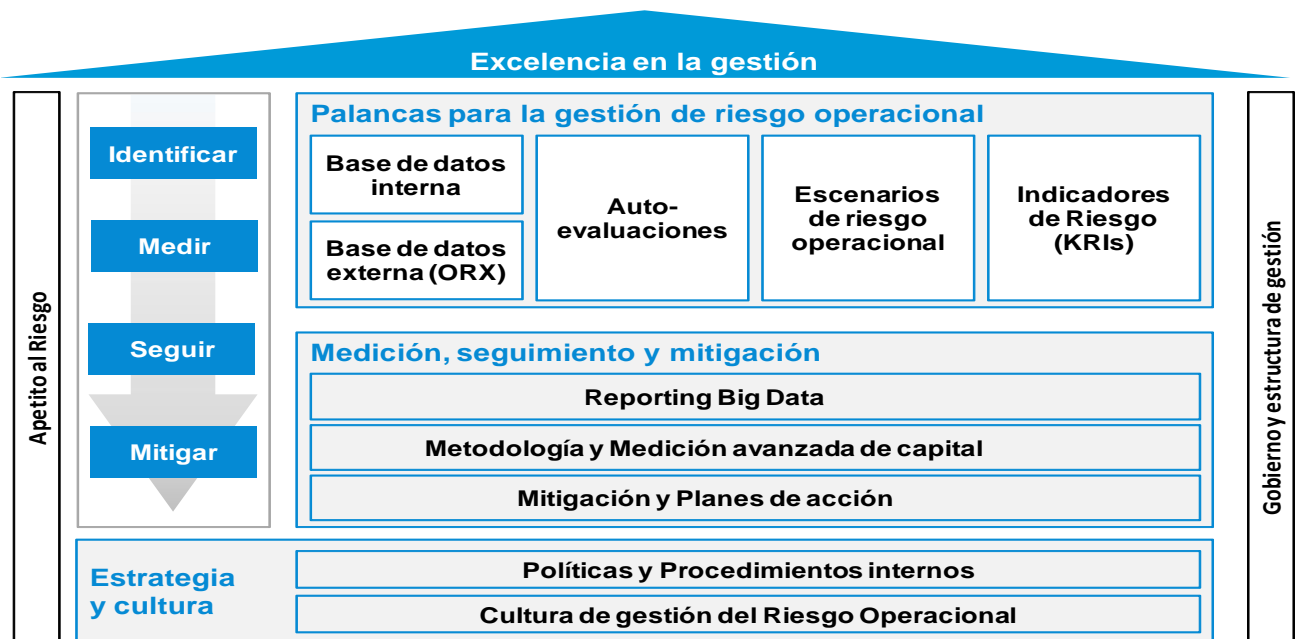 Excelencia en la gestión
Apetito al Riesgo
Identificar
Medir
Seguir
Mitigar
Palancas para la gestión de riesgo operacional
Base de datos
interna
Base de datos
externa (ORX)
Auto-
evaluaciones
Escenarios
de riesgo
operacional
Indicadores
de Riesgo
(KRIs)
Medición, seguimiento y mitigación
Reporting Big Data
Metodología y Medición avanzada de capital
Mitigación y Planes de acción
Estrategia
y cultura
Políticas y Procedimientos internos
Cultura de gestión del Riesgo Operacional
Gobierno y estructura de gestión